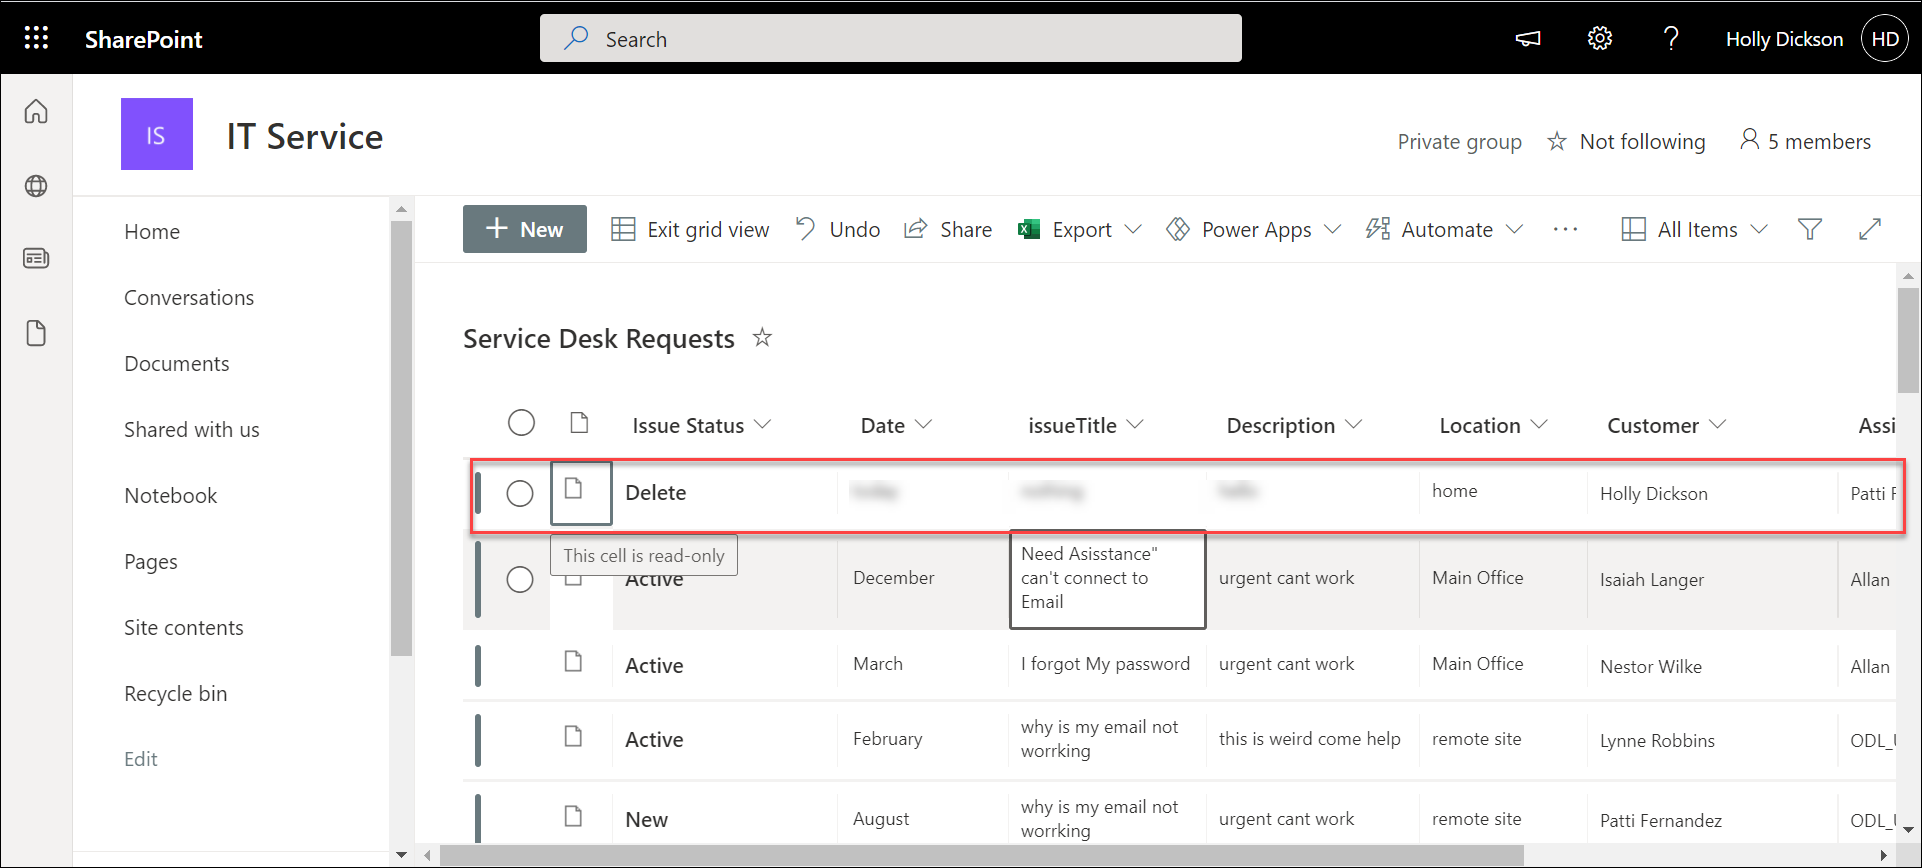 SharePoint
Search
Holly Dickson
HD
IS
IT Service
Private group
Not following
5 members
Home
Conversations
Documents
Shared with us
Notebook
Pages
Site contents
Recycle bin
Edit
New
Exit grid view
Undo
Share
Export
Power Apps
Automate
All Items
Service Desk Requests
Issue Status
Date
issueTitle
Description
Location
Customer
Assi
Delete
home
Holly Dickson
Patti F
This cell is read-only
Active
December
Need Asisstance"
can't connect to
Email
urgent cant work
Main Office
Isaiah Langer
Allan
Active
March
I forgot My password
urgent cant work
Main Office
Nestor Wilke
Allan
Active
February
why is my email not
worrking
this is weird come help
remote site
Lynne Robbins
ODL_U
New
August
why is my email not
worrking
urgent cant work
remote site
Patti Fernandez
ODL_U